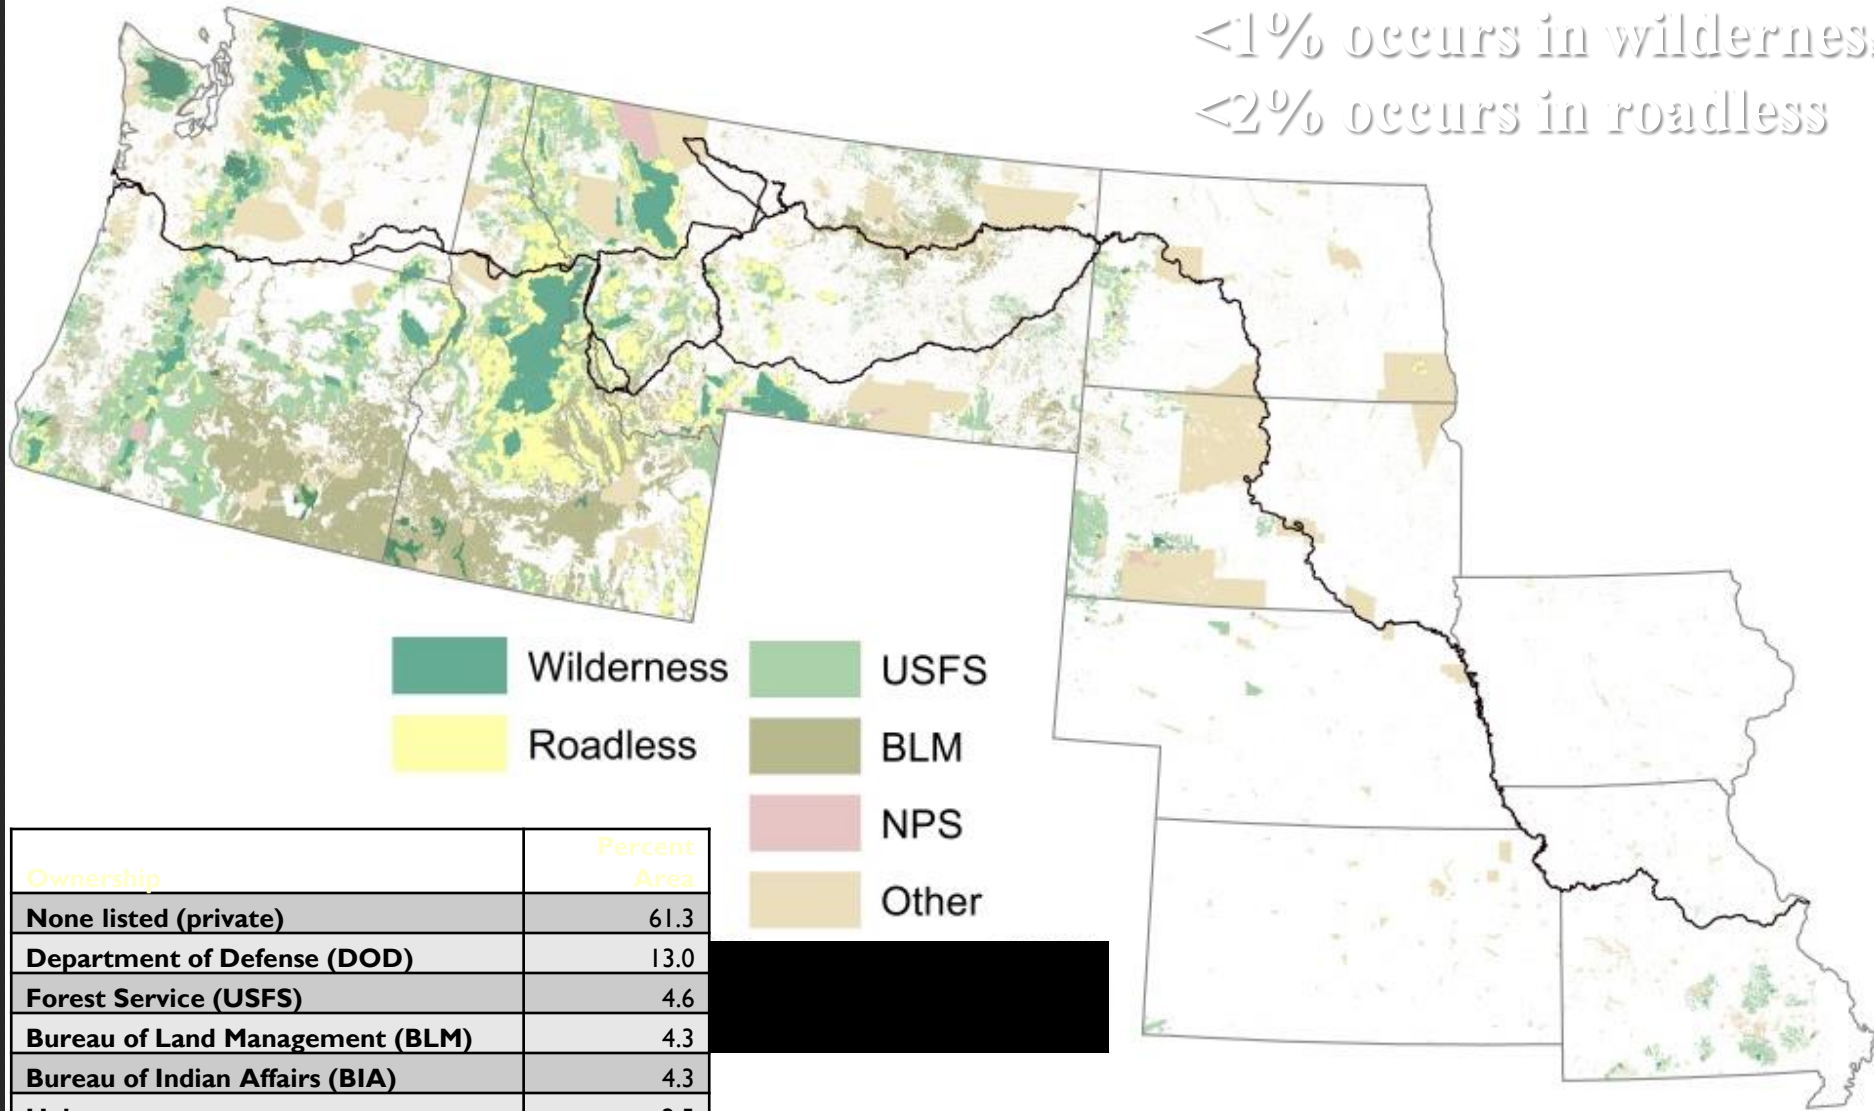 <1% occurs in wilderness
<2% occurs in roadless
Wilderness
Roadless
USFS
BLM
NPS
Other
Ownership Percent Area
None listed (private) 61.3
Department of Defense (DOD) 13.0
Forest Service (USFS) 4.6
Bureau of Land Management (BLM) 4.3
Bureau of Indian Affairs (BIA) 4.3